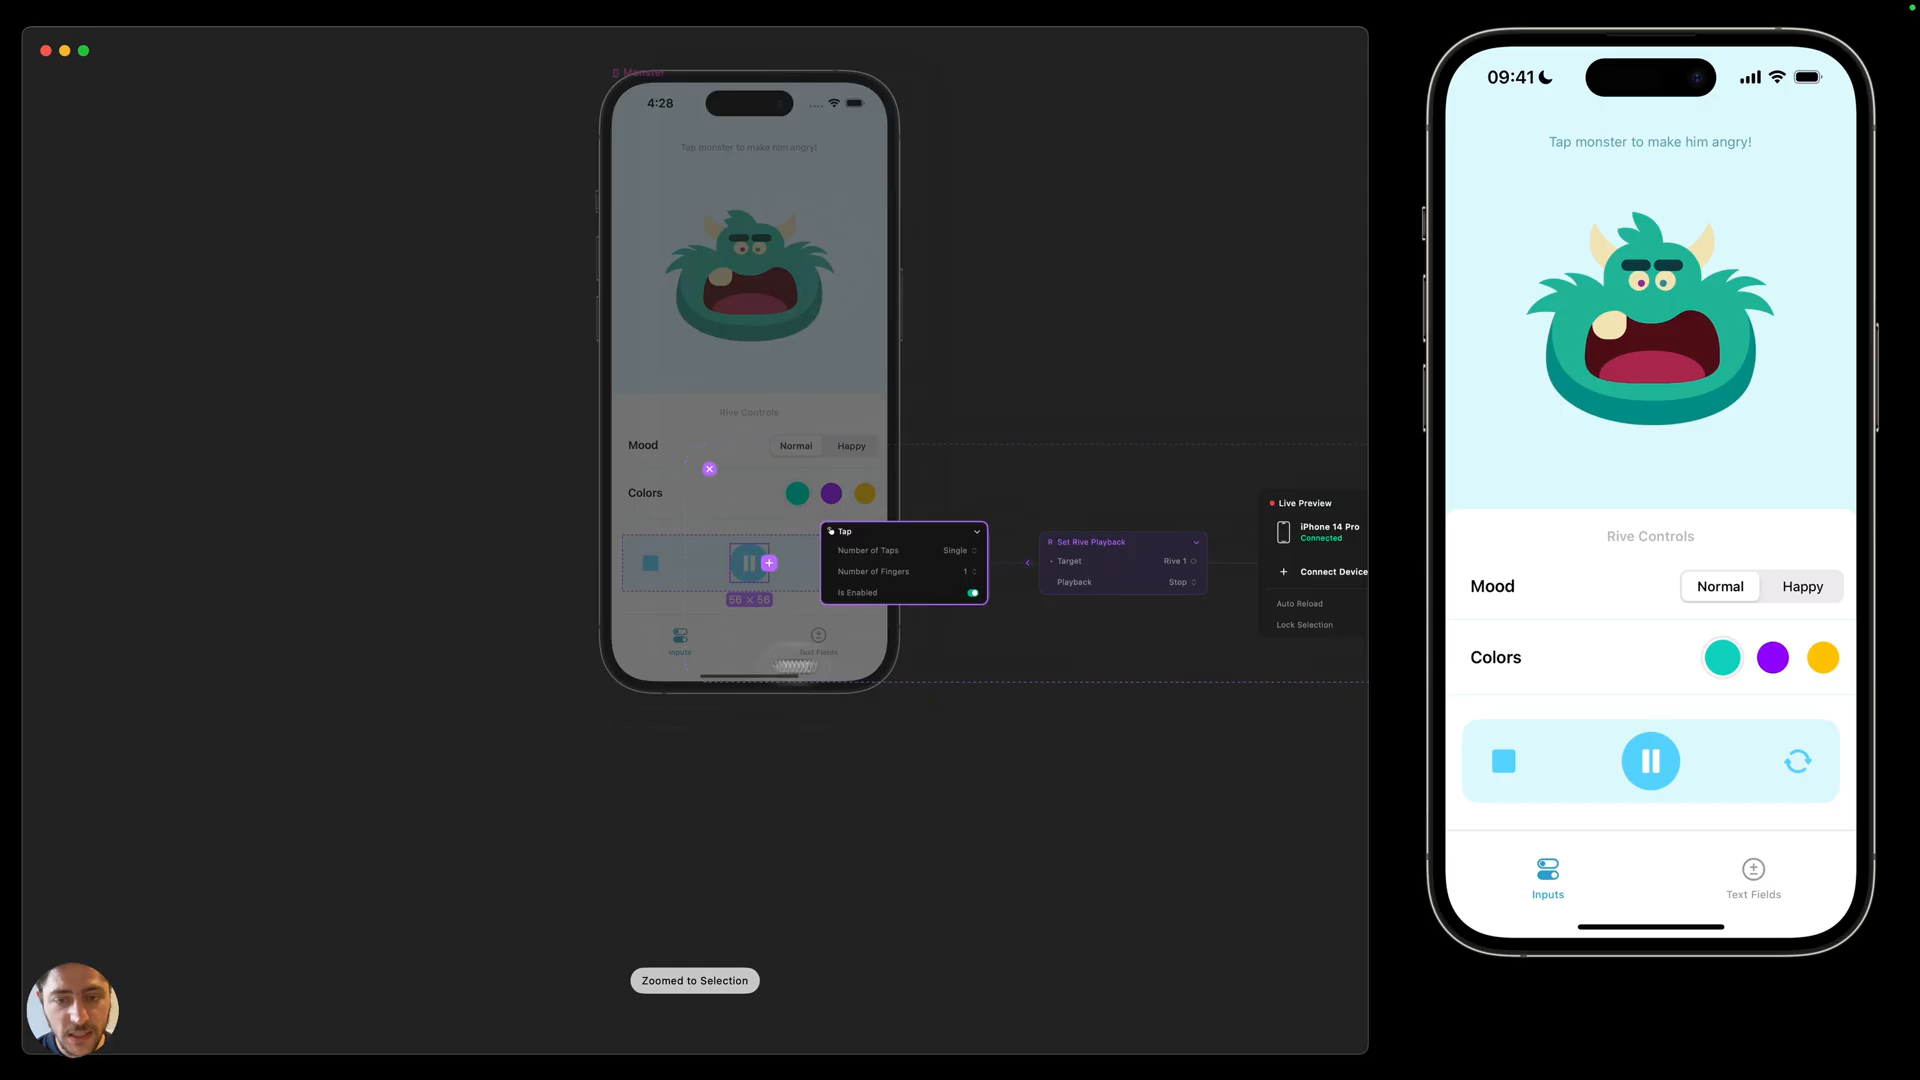 Monster
4:28
Tap monster to make him angry!
Rive Controls
Mood
Normal
Happy
Colors
56 × 56
Inputs
Text Fields
Tap
Number of Taps
Single
Number of Fingers
1
Is Enabled
Set Rive Playback
Target
Rive 1
Playback
Stop
Live Preview
iPhone 14 Pro
Connected
Connect Device
Auto Reload
Lock Selection
Zoomed to Selection
09:41
Tap monster to make him angry!
Rive Controls
Mood
Normal
Happy
Colors
Inputs
Text Fields